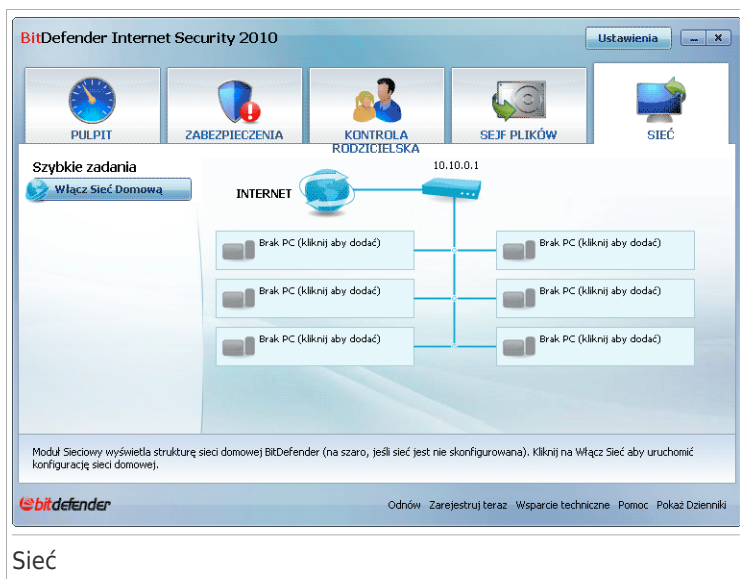 BitDefender Internet Security 2010
Ustawienia
PULPIT
ZABEZPIECZENIA
KONTROLA
RODZICIELSKA
SEJF PLIKÓW
SIEĆ
Szybkie zadania
Włącz Sieć Domową
10.10.0.1
INTERNET
Brak PC (kliknij aby dodać)
Brak PC (kliknij aby dodać)
Brak PC (kliknij aby dodać)
Brak PC (kliknij aby dodać)
Brak PC (kliknij aby dodać)
Brak PC (kliknij aby dodać)
Moduł Sieciowy wyświetla strukturę sieci domowej BitDefender (na szaro, jeśli sieć jest nie skonfigurowana). Kliknij na Włącz Sieć aby uruchomić
konfigurację sieci domowej.
bitdefender
Odnów Zarejestruj teraz Wsparcie techniczne Pomoc Pokaż Dzienniki
Sieć